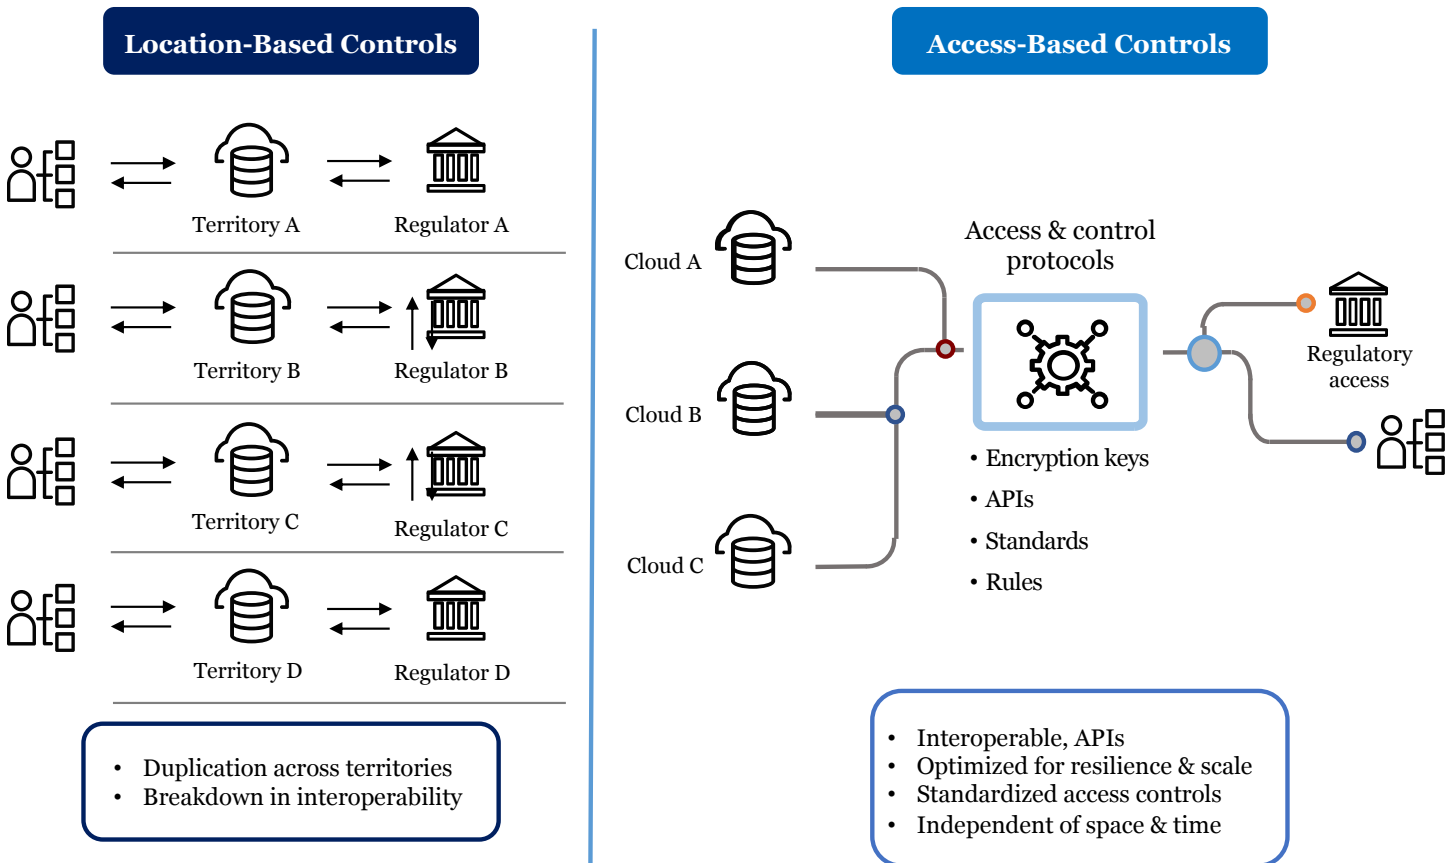 Location-Based Controls
Territory A
Regulator A
Territory B
Regulator B
Territory C
Regulator C
Territory D
Regulator D
• Duplication across territories
• Breakdown in interoperability
Access-Based Controls
Cloud A
Cloud B
Cloud C
Access & control
protocols
• Encryption keys
• APIs
• Standards
• Rules
Regulatory
access
• Interoperable, APIs
• Optimized for resilience & scale
• Standardized access controls
• Independent of space & time